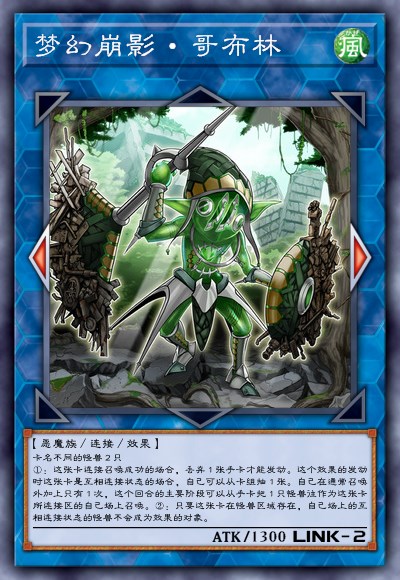 梦幻崩影·哥布林
瘋
【恶魔族／连接／效果】
卡名不同的怪兽2只
①：这张卡连接召唤成功的场合，丢弃1张手卡才能发动。这个效果的发动
时这张卡是互相连接状态的场合，自己可以从卡组抽1张。自己在通常召唤
外加上只有1次，这个回合的主要阶段可以从手卡把1只怪兽往作为这张卡
所连接区的自己场上召唤。②：只要这张卡在怪兽区域存在，自己场上的互
相连接状态的怪兽不会成为效果的对象。
ATK/1300 LINK-2